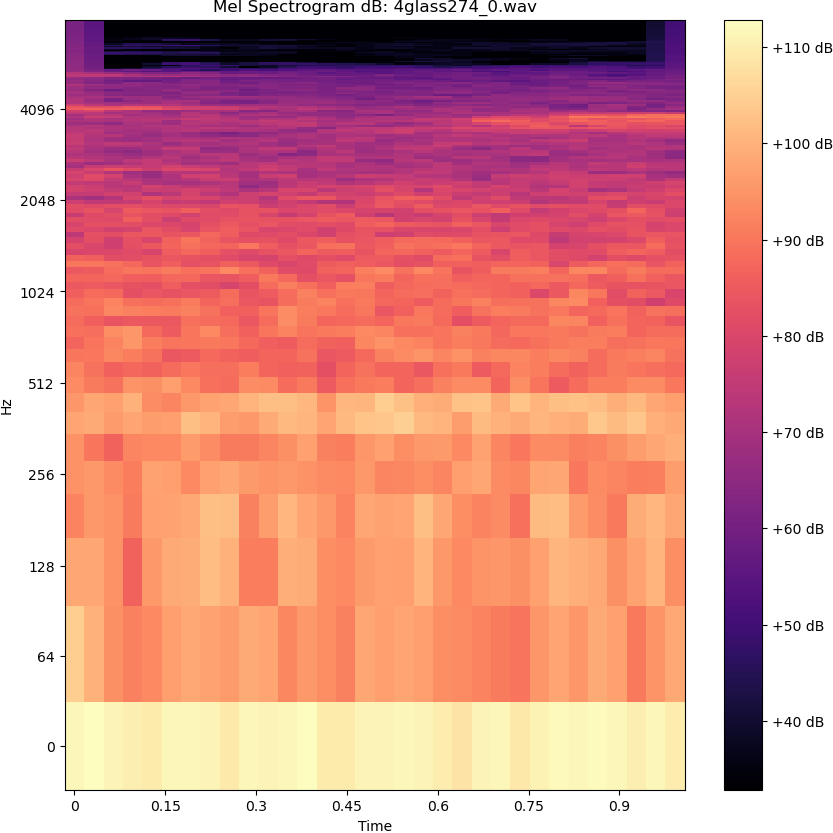 Mel Spectrogram dB: 4glass274_0.wav
+110 dB
4096
+100 dB
2048
+90 dB
1024
+80 dB
512
Hz
+70 dB
256
+60 dB
128
+50 dB
64
+40 dB
0
0 0.15 0.3 0.45 0.6 0.75 0.9
Time